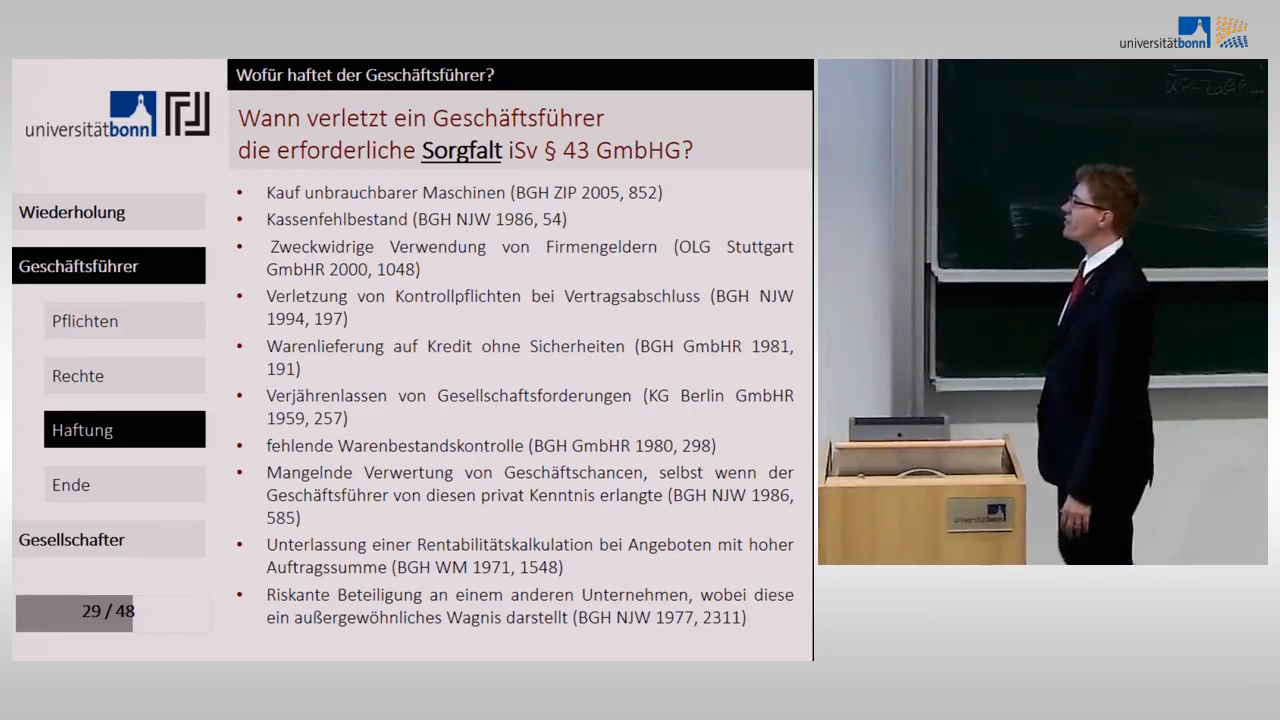 universitätbonn
Wofür haftet der Geschäftsführer?
universitätbonn
Wann verletzt ein Geschäftsführer
die erforderliche Sorgfalt iSv § 43 GmbHG?
Wiederholung
Geschäftsführer
Pflichten
Rechte
Haftung
Ende
Gesellschafter
29 / 48
• Kauf unbrauchbarer Maschinen (BGH ZIP 2005, 852)
• Kassenfehlbestand (BGH NJW 1986, 54)
• Zweckwidrige Verwendung von Firmengeldern (OLG Stuttgart
GmbHR 2000, 1048)
• Verletzung von Kontrollpflichten bei Vertragsabschluss (BGH NJW
1994, 197)
• Warenlieferung auf Kredit ohne Sicherheiten (BGH GmbHR 1981,
191)
• Verjährenlassen von Gesellschaftsforderungen (KG Berlin GmbHR
1959, 257)
• fehlende Warenbestandskontrolle (BGH GmbHR 1980, 298)
• Mangelnde Verwertung von Geschäftschancen, selbst wenn der
Geschäftsführer von diesen privat Kenntnis erlangte (BGH NJW 1986,
585)
• Unterlassung einer Rentabilitätskalkulation bei Angeboten mit hoher
Auftragssumme (BGH WM 1971, 1548)
• Riskante Beteiligung an einem anderen Unternehmen, wobei diese
ein außergewöhnliches Wagnis darstellt (BGH NJW 1977, 2311)
universitätbonn